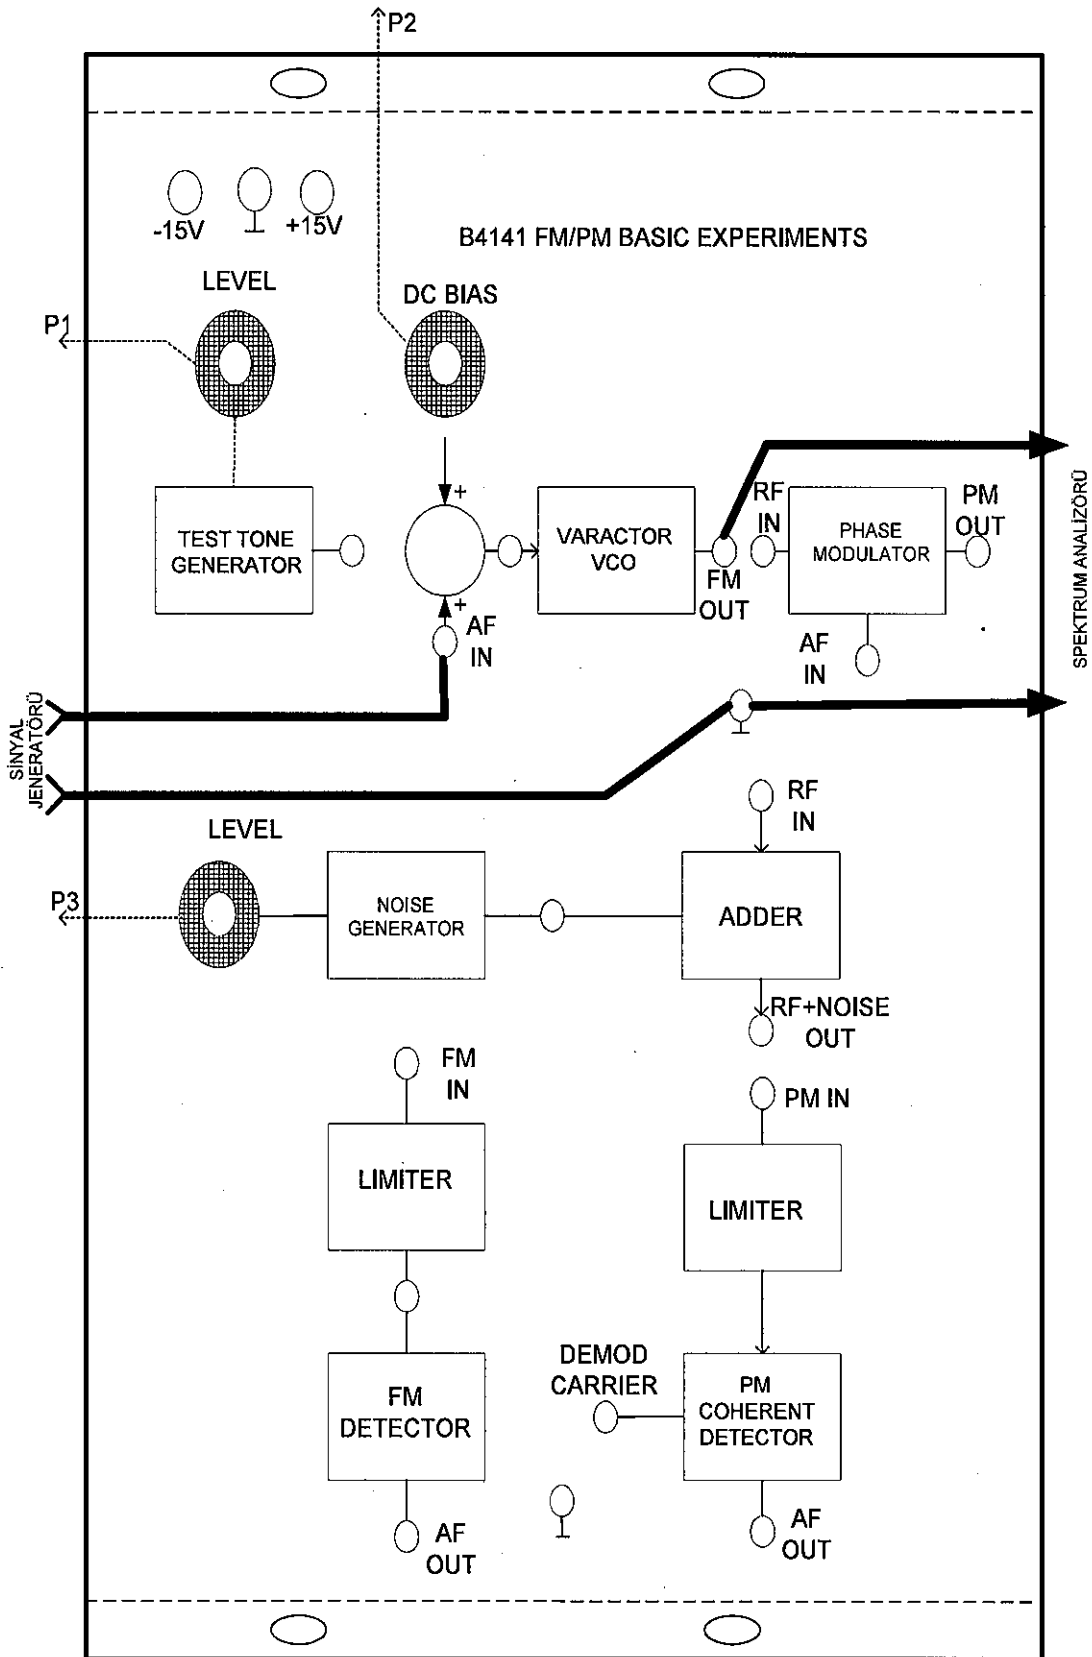 P2
-15V
+15V
B4141 FM/PM BASIC EXPERIMENTS
LEVEL
DC BIAS
P1
+
TEST TONE
GENERATOR
VARACTOR
VCO
RF
IN
PHASE
MODULATOR
PM
OUT
FM
OUT
+
AF
IN
AF
IN
SPEKTRUM ANALİZÖRÜ
SİNYAL
JENERATÖRÜ
RF
IN
LEVEL
P3
NOISE
GENERATOR
ADDER
RF+NOISE
OUT
FM
IN
PM IN
LIMITER
LIMITER
DEMOD
CARRIER
FM
DETECTOR
PM
COHERENT
DETECTOR
AF
OUT
AF
OUT